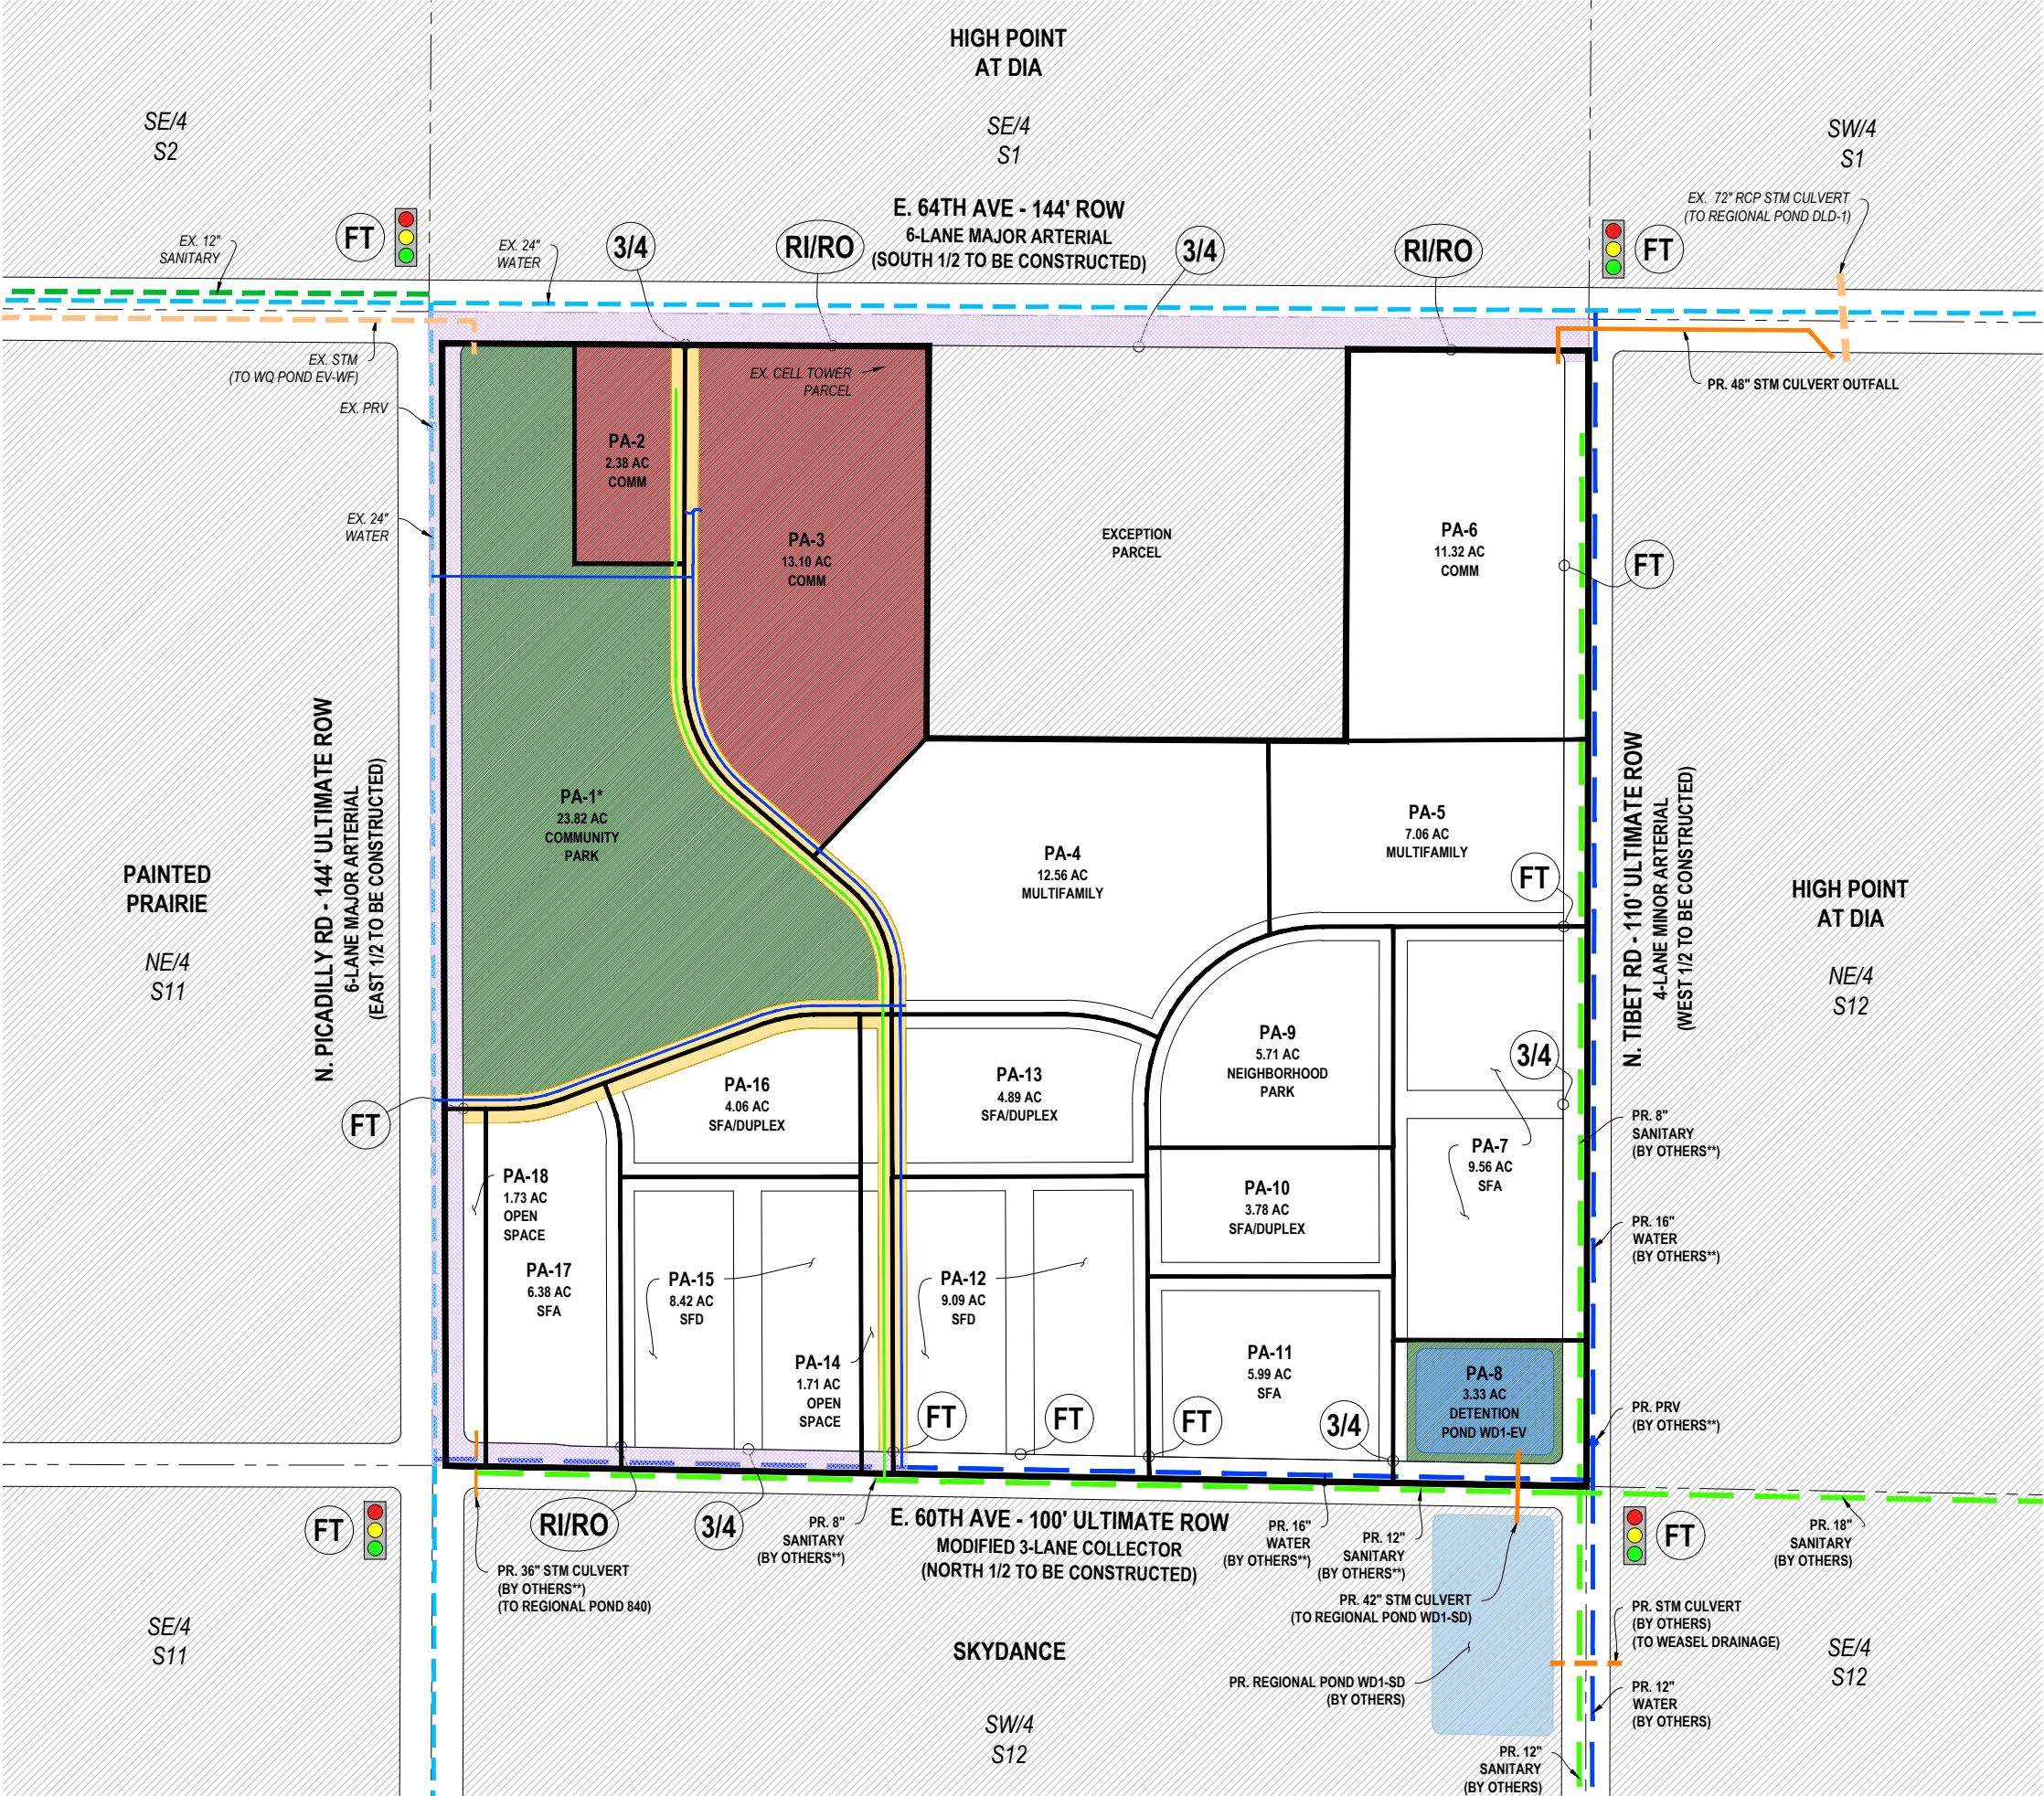 HIGH POINT
AT DIA
SE/4
S2
SE/4
S1
SW/4
S1
EX. 72" RCP STM CULVERT
(TO REGIONAL POND DLD-1)
E. 64TH AVE - 144' ROW
6-LANE MAJOR ARTERIAL
(SOUTH 1/2 TO BE CONSTRUCTED)
EX. 12"
SANITARY
FT
EX. 24"
WATER
3/4
RI/RO
3/4
RI/RO
FT
EX. STM
(TO WQ POND EV-WF)
EX. PRV
EX. 24"
WATER
EX. CELL TOWER
PARCEL
PR. 48" STM CULVERT OUTFALL
PA-2
2.38 AC
COMM
PA-3
13.10 AC
COMM
EXCEPTION
PARCEL
PA-6
11.32 AC
COMM
FT
N. PICADILLY RD - 144' ULTIMATE ROW
6-LANE MAJOR ARTERIAL
(EAST 1/2 TO BE CONSTRUCTED)
PA-1*
23.82 AC
COMMUNITY
PARK
PA-4
12.56 AC
MULTIFAMILY
PA-5
7.06 AC
MULTIFAMILY
FT
N. TIBET RD - 110' ULTIMATE ROW
4-LANE MINOR ARTERIAL
(WEST 1/2 TO BE CONSTRUCTED)
PAINTED
PRAIRIE
NE/4
S11
HIGH POINT
AT DIA
NE/4
S12
FT
PA-16
4.06 AC
SFA/DUPLEX
PA-13
4.89 AC
SFA/DUPLEX
PA-9
5.71 AC
NEIGHBORHOOD
PARK
3/4
PA-7
9.56 AC
SFA
PR. 8"
SANITARY
(BY OTHERS**)
PA-18
1.73 AC
OPEN
SPACE
PA-17
6.38 AC
SFA
PA-15
8.42 AC
SFD
PA-14
1.71 AC
OPEN
SPACE
PA-12
9.09 AC
SFD
PA-10
3.78 AC
SFA/DUPLEX
PR. 16"
WATER
(BY OTHERS**)
PA-11
5.99 AC
SFA
PA-8
3.33 AC
DETENTION
POND WD1-EV
PR. PRV
(BY OTHERS**)
FT
FT
FT
3/4
FT
RI/RO
3/4
PR. 36" STM CULVERT
(BY OTHERS**)
(TO REGIONAL POND 840)
PR. 8"
SANITARY
(BY OTHERS**)
E. 60TH AVE - 100' ULTIMATE ROW
MODIFIED 3-LANE COLLECTOR
(NORTH 1/2 TO BE CONSTRUCTED)
PR. 16"
WATER
(BY OTHERS**)
PR. 12"
SANITARY
(BY OTHERS**)
PR. 42" STM CULVERT
(TO REGIONAL POND WD1-SD)
FT
PR. 18"
SANITARY
(BY OTHERS)
SE/4
S11
SKYDANCE
SW/4
S12
PR. REGIONAL POND WD1-SD
(BY OTHERS)
PR. STM CULVERT
(BY OTHERS)
(TO WEASEL DRAINAGE)
SE/4
S12
PR. 12"
WATER
(BY OTHERS)
PR. 12"
SANITARY
(BY OTHERS)